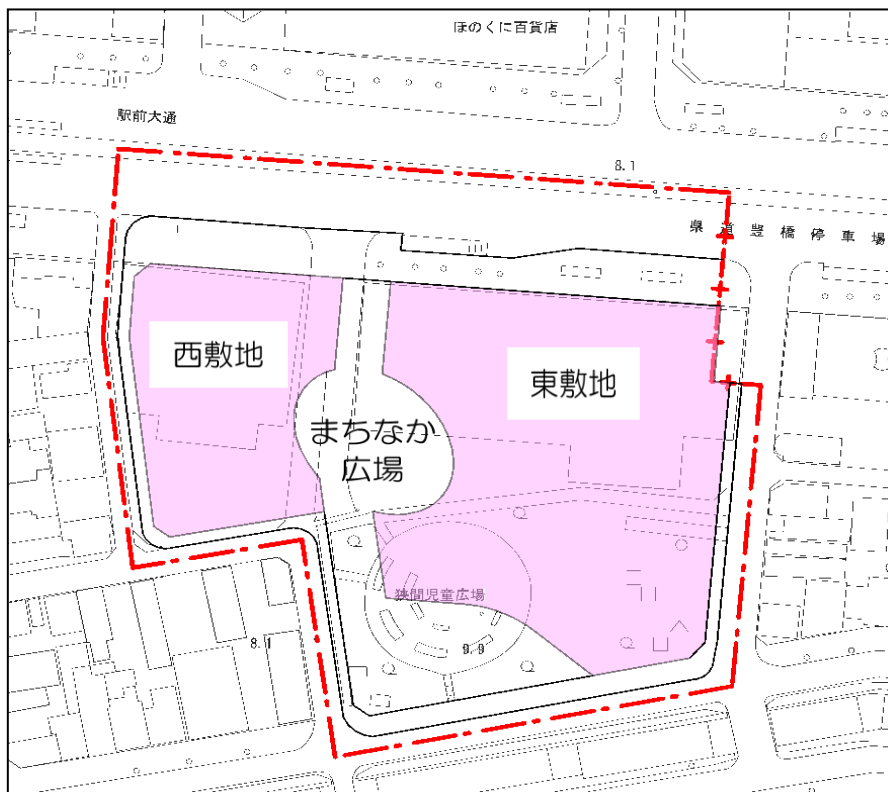 ほのくに百貨店
駅前大通
8.1
県道豊橋停車場
西敷地
東敷地
まちなか
広場
狭間児童広場
8.1
9.9